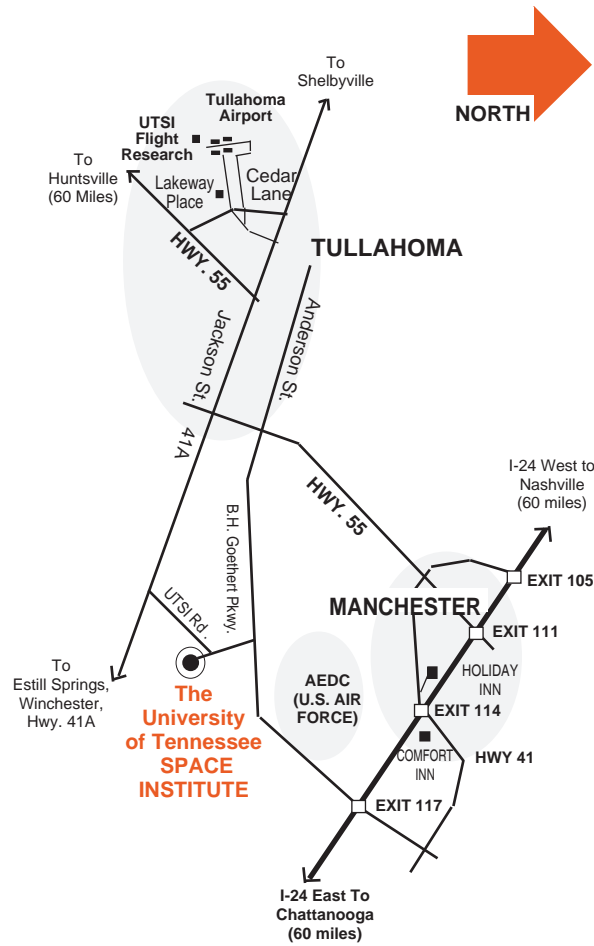 NORTH
To
Shelbyville
Tullahoma
Airport
UTSI
Flight
Research
To
Huntsville
(60 Miles)
Lakeway
Place
Cedar
Lane
HWY. 55
TULLAHOMA
Jackson St.
Anderson St.
41A
I-24 West to
Nashville
(60 miles)
HWY. 55
B.H. Goethert Pkwy.
EXIT 105
UTSI Rd.
MANCHESTER
EXIT 111
To
Estill Springs,
Winchester,
Hwy. 41A
The
University
of Tennessee
SPACE
INSTITUTE
AEDC
(U.S. AIR
FORCE)
HOLIDAY
INN
EXIT 114
COMFORT
INN
HWY 41
EXIT 117
I-24 East To
Chattanooga
(60 miles)